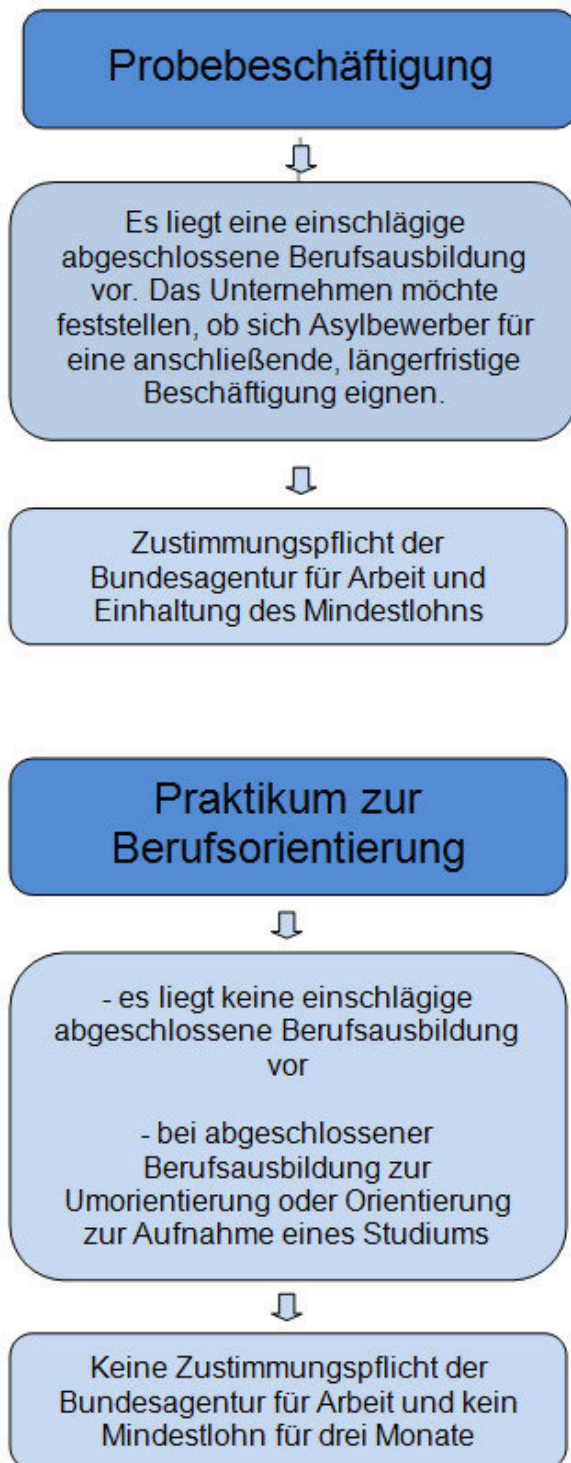 Probebeschäftigung
Es liegt eine einschlägige
abgeschlossene Berufsausbildung
vor. Das Unternehmen möchte
feststellen, ob sich Asylbewerber für
eine anschließende, längerfristige
Beschäftigung eignen.
Zustimmungspflicht der
Bundesagentur für Arbeit und
Einhaltung des Mindestlohns
Praktikum zur
Berufsorientierung
- es liegt keine einschlägige
abgeschlossene Berufsausbildung
vor
- bei abgeschlossener
Berufsausbildung zur
Umorientierung oder Orientierung
zur Aufnahme eines Studiums
Keine Zustimmungspflicht der
Bundesagentur für Arbeit und kein
Mindestlohn für drei Monate